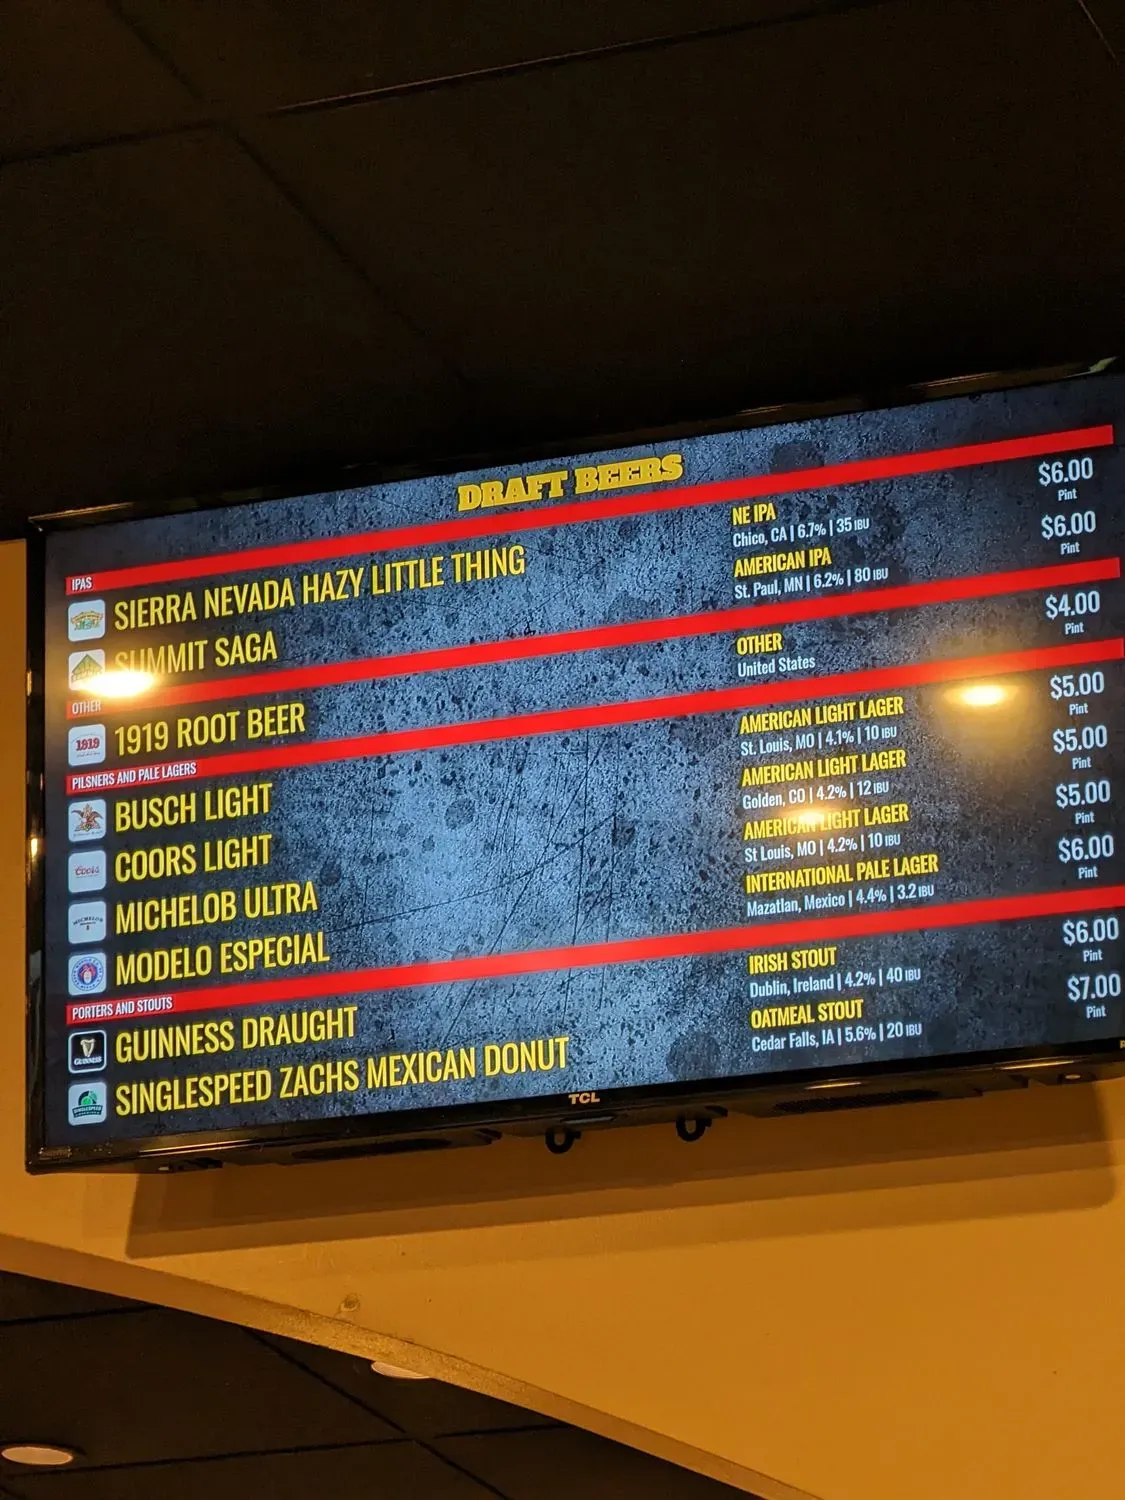 DRAFT BEERS
IPAS
SIERRA NEVADA HAZY LITTLE THING
NE IPA
Chico, CA | 6.7% | 35 IBU
$6.00
Pint
SUMMIT SAGA
AMERICAN IPA
St. Paul, MN | 6.2% | 80 IBU
$6.00
Pint
OTHER
1919
1919 ROOT BEER
OTHER
United States
$4.00
Pint
PILSNERS AND PALE LAGERS
BUSCH LIGHT
AMERICAN LIGHT LAGER
St. Louis, MO | 4.1% | 10 IBU
$5.00
Pint
Coors
COORS LIGHT
AMERICAN LIGHT LAGER
Golden, CO | 4.2% | 12 IBU
$5.00
Pint
MICHELOB
MICHELOB ULTRA
AMERICAN LIGHT LAGER
St Louis, MO | 4.2% | 10 IBU
$5.00
Pint
MODELO ESPECIAL
INTERNATIONAL PALE LAGER
Mazatlan, Mexico | 4.4% | 3.2 IBU
$6.00
Pint
PORTERS AND STOUTS
GUINNESS
GUINNESS DRAUGHT
IRISH STOUT
Dublin, Ireland | 4.2% | 40 IBU
$6.00
Pint
SINGLESPEED
SINGLESPEED ZACHS MEXICAN DONUT
OATMEAL STOUT
Cedar Falls, IA | 5.6% | 20 IBU
$7.00
Pint
TCL